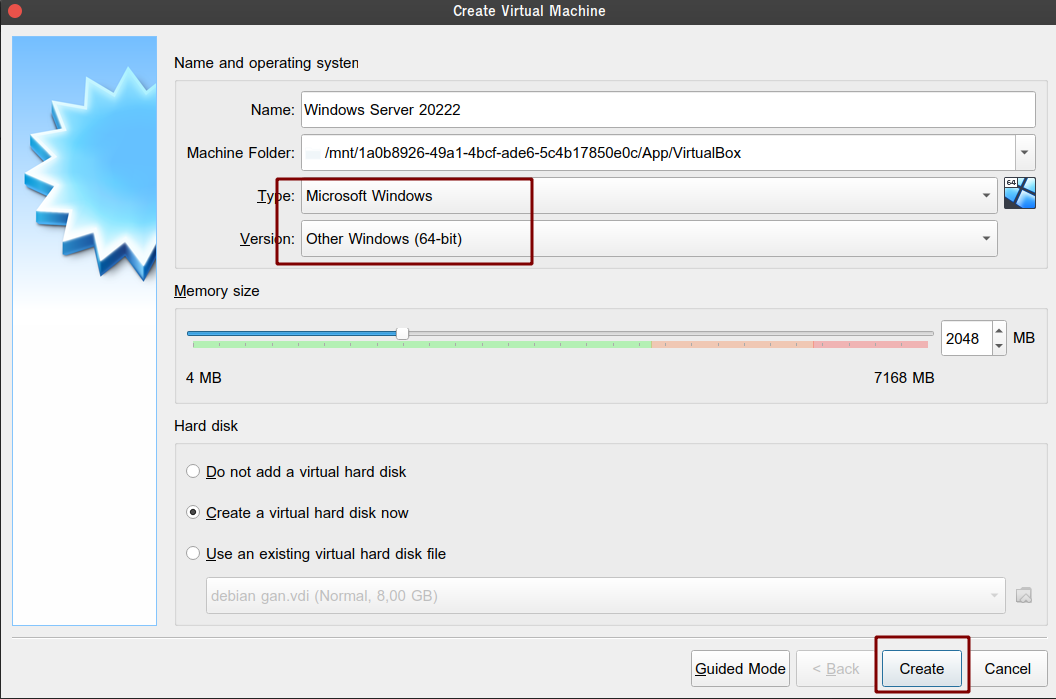 Create Virtual Machine
Name and operating system
Name: Windows Server 20222
Machine Folder: /mnt/1a0b8926-49a1-4bcf-ade6-5c4b17850e0c/App/VirtualBox
Type: Microsoft Windows 64
Version: Other Windows (64-bit)
Memory size
2048 MB
4 MB 7168 MB
Hard disk
Do not add a virtual hard disk
Create a virtual hard disk now
Use an existing virtual hard disk file
debian gan.vdi (Normal, 8,00 GB)
Guided Mode < Back Create Cancel